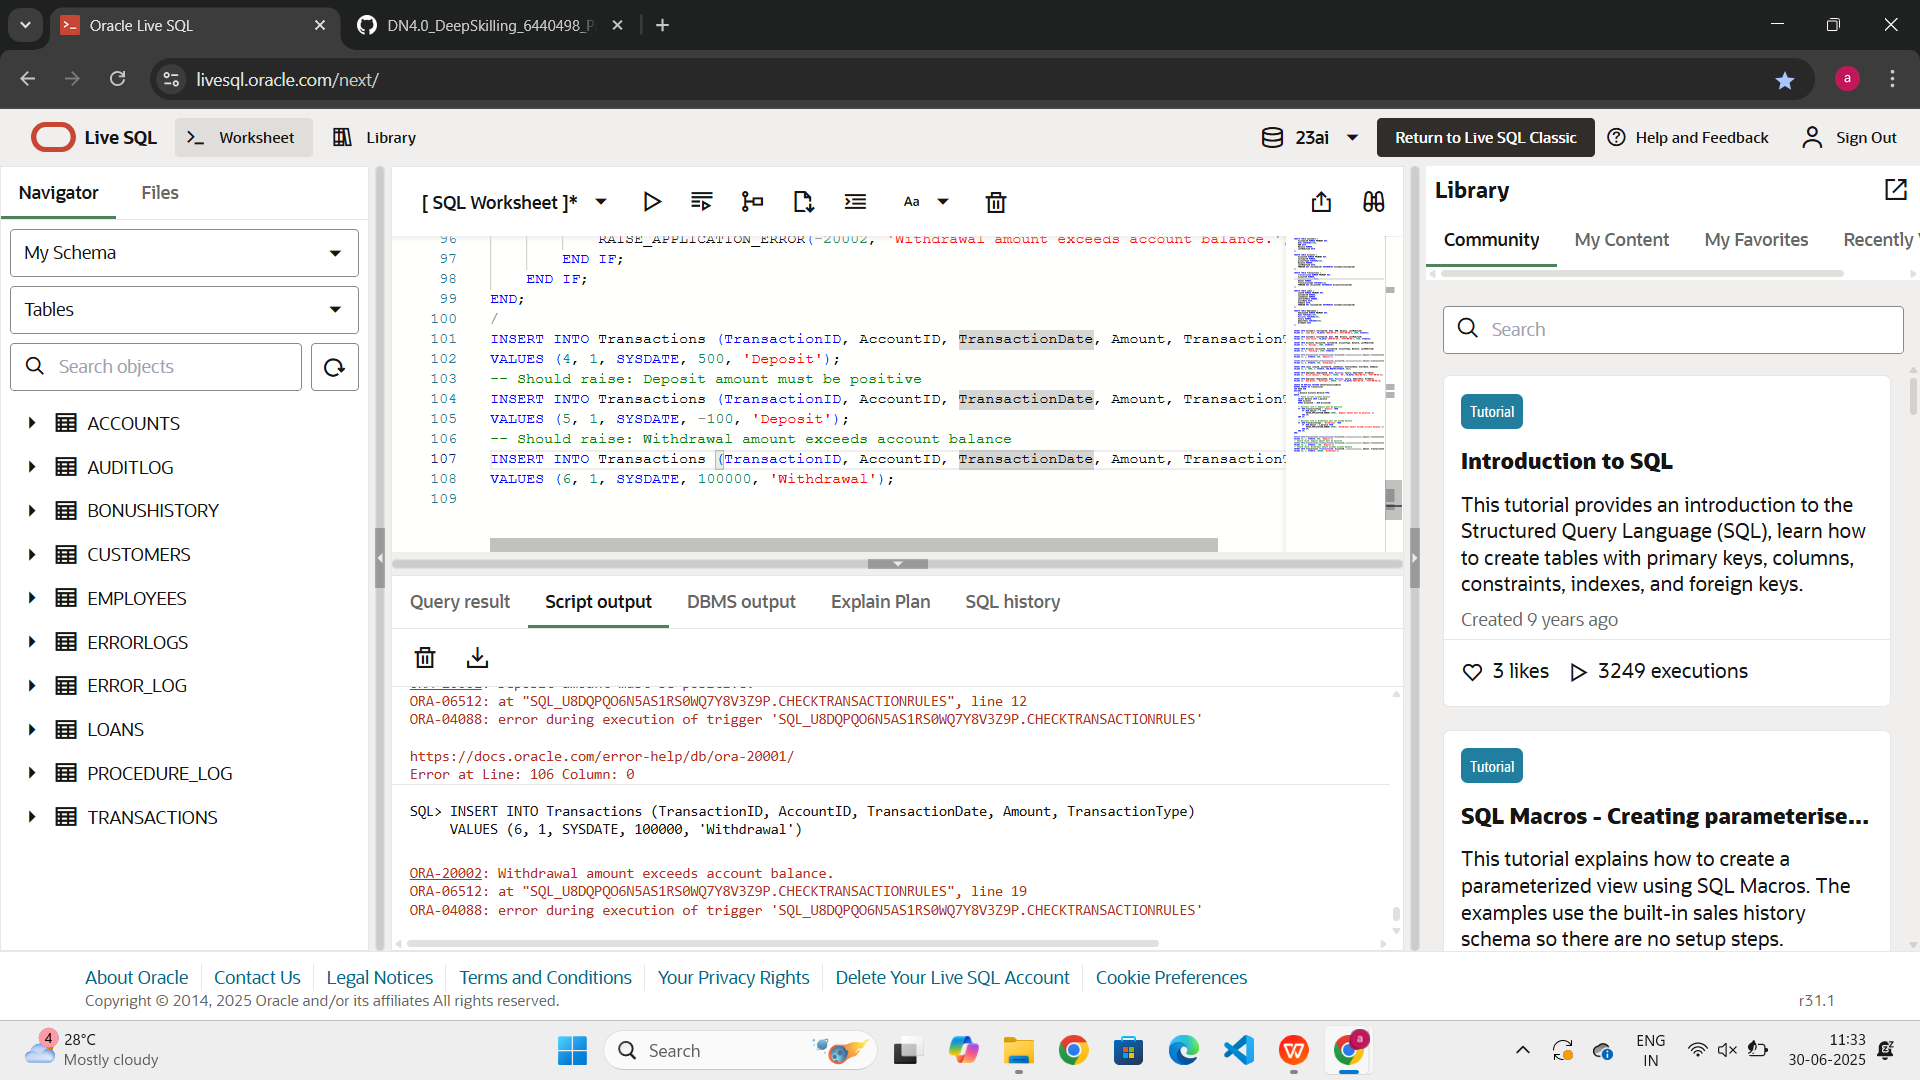 Oracle Live SQL
DN4.0_DeepSkilling_6440498_P
livesql.oracle.com/next/
a
Live SQL
Worksheet
Library
23ai
Return to Live SQL Classic
Help and Feedback
Sign Out
Navigator
Files
My Schema
Tables
Search objects
ACCOUNTS
AUDITLOG
BONUSHISTORY
CUSTOMERS
EMPLOYEES
ERRORLOGS
ERROR_LOG
LOANS
PROCEDURE_LOG
TRANSACTIONS
[ SQL Worksheet ]*
Aa
96 RAISE_APPLICATION_ERROR(-20002, 'Withdrawal amount exceeds account balance.'
97 END IF;
98 END IF;
99 END;
100 /
101 INSERT INTO Transactions (TransactionID, AccountID, TransactionDate, Amount, TransactionT
102 VALUES (4, 1, SYSDATE, 500, 'Deposit');
103 -- Should raise: Deposit amount must be positive
104 INSERT INTO Transactions (TransactionID, AccountID, TransactionDate, Amount, TransactionT
105 VALUES (5, 1, SYSDATE, -100, 'Deposit');
106 -- Should raise: Withdrawal amount exceeds account balance
107 INSERT INTO Transactions (TransactionID, AccountID, TransactionDate, Amount, TransactionT
108 VALUES (6, 1, SYSDATE, 100000, 'Withdrawal');
109
Query result
Script output
DBMS output
Explain Plan
SQL history
ORA-06512: at "SQL_U8DQPQO6N5AS1RS0WQ7Y8V3Z9P.CHECKTRANSACTIONRULES", line 12
ORA-04088: error during execution of trigger 'SQL_U8DQPQO6N5AS1RS0WQ7Y8V3Z9P.CHECKTRANSACTIONRULES'
https://docs.oracle.com/error-help/db/ora-20001/
Error at Line: 106 Column: 0
SQL> INSERT INTO Transactions (TransactionID, AccountID, TransactionDate, Amount, TransactionType)
VALUES (6, 1, SYSDATE, 100000, 'Withdrawal')
ORA-20002: Withdrawal amount exceeds account balance.
ORA-06512: at "SQL_U8DQPQO6N5AS1RS0WQ7Y8V3Z9P.CHECKTRANSACTIONRULES", line 19
ORA-04088: error during execution of trigger 'SQL_U8DQPQO6N5AS1RS0WQ7Y8V3Z9P.CHECKTRANSACTIONRULES'
Library
Community
My Content
My Favorites
Recently
Search
Tutorial
Introduction to SQL
This tutorial provides an introduction to the
Structured Query Language (SQL), learn how
to create tables with primary keys, columns,
constraints, indexes, and foreign keys.
Created 9 years ago
3 likes
3249 executions
Tutorial
SQL Macros - Creating parameterise...
This tutorial explains how to create a
parameterized view using SQL Macros. The
examples use the built-in sales history
schema so there are no setup steps.
About Oracle
Contact Us
Legal Notices
Terms and Conditions
Your Privacy Rights
Delete Your Live SQL Account
Cookie Preferences
Copyright © 2014, 2025 Oracle and/or its affiliates All rights reserved.
r31.1
4
28°C
Mostly cloudy
Search
a
ENG
IN
11:33
30-06-2025